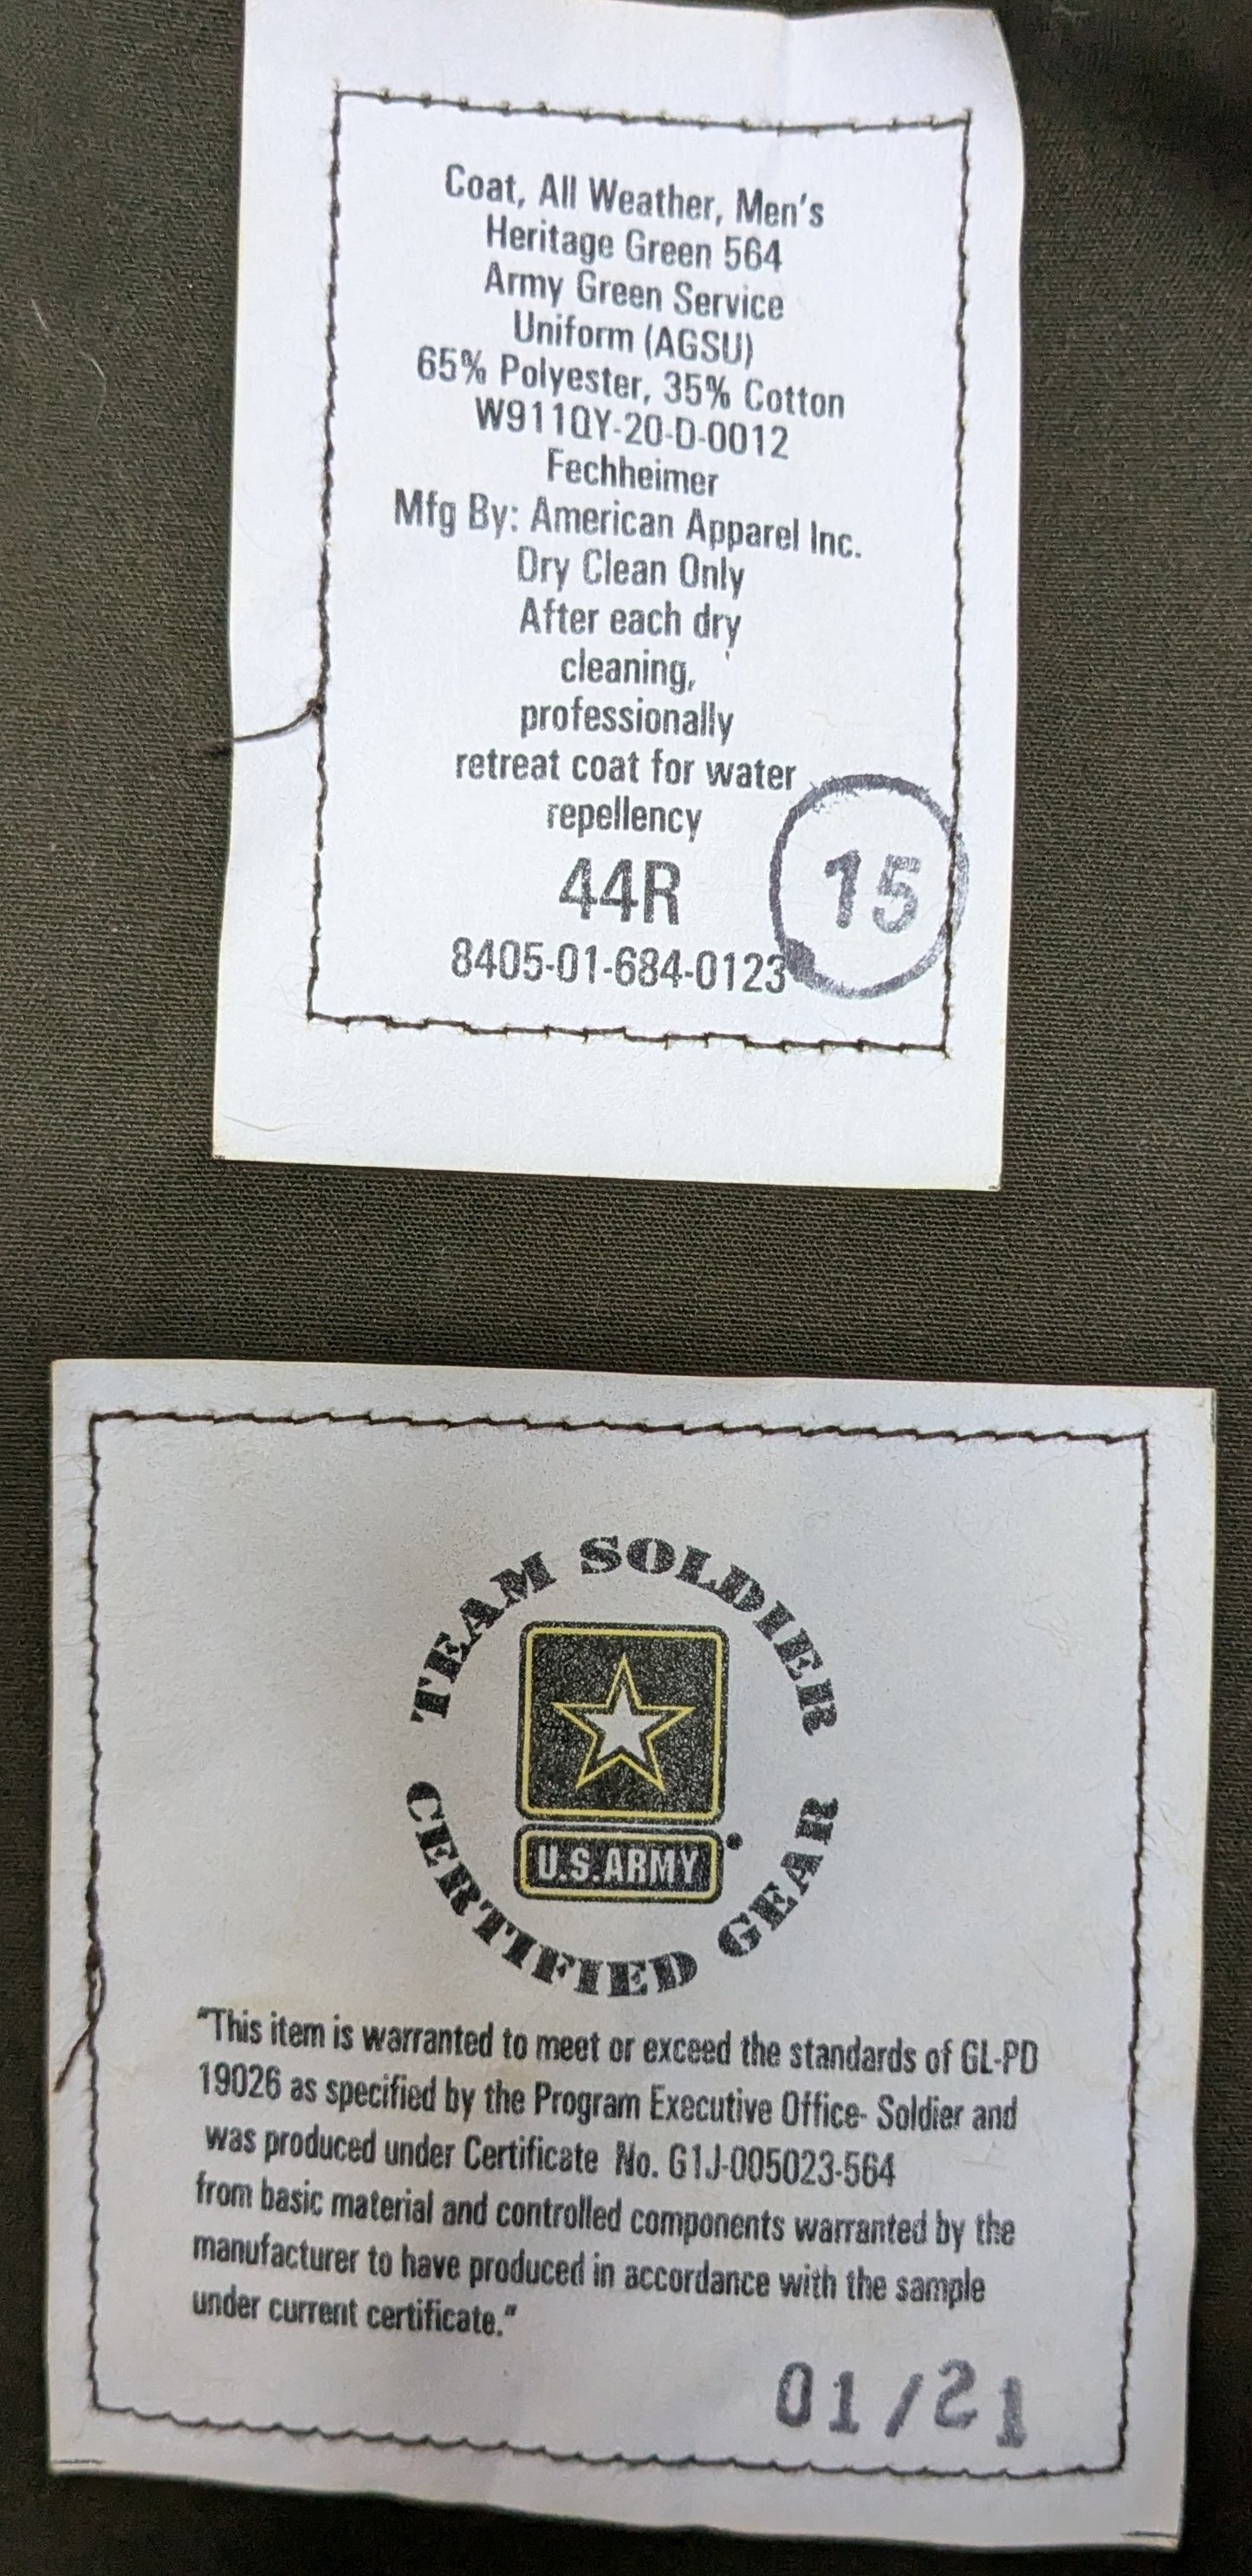 Coat, All Weather, Men's
Heritage Green 564
Army Green Service
Uniform (AGSU)
65% Polyester, 35% Cotton
W911QY-20-D-0012
Fechheimer
Mfg By: American Apparel Inc.
Dry Clean Only
After each dry
cleaning,
professionally
retreat coat for water
repellency
44R
15
8405-01-684-0123
TEAM SOLDIER
U.S.ARMY
CERTIFIED GEAR
"This item is warranted to meet or exceed the standards of GL-PD
19026 as specified by the Program Executive Office- Soldier and
was produced under Certificate No. G1J-005023-564
from basic material and controlled components warranted by the
manufacturer to have produced in accordance with the sample
under current certificate."
01/21